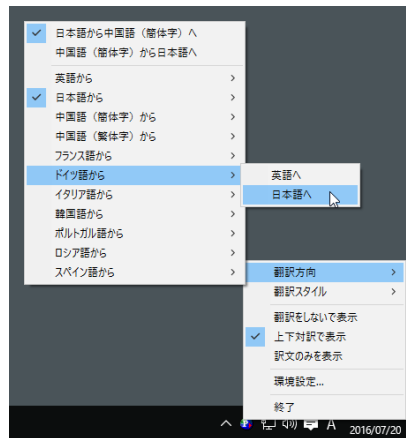 日本語から中国語（簡体字）へ
中国語（簡体字）から日本語へ
英語から
日本語から
中国語（簡体字）から
中国語（繁体字）から
フランス語から
ドイツ語から
イタリア語から
韓国語から
ポルトガル語から
ロシア語から
スペイン語から
英語へ
日本語へ
翻訳方向
翻訳スタイル
翻訳をしないで表示
上下対訳で表示
訳文のみを表示
環境設定...
終了
A
2016/07/20